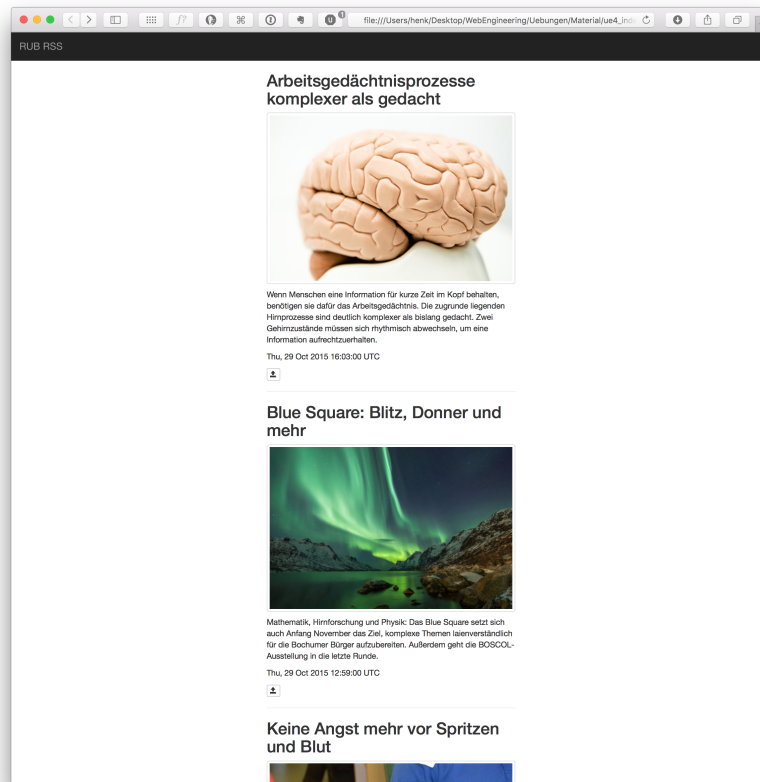 file:///Users/henk/Desktop/WebEngineering/Uebungen/Material/ue4_ind
RUB RSS
Arbeitsgedächtnisprozesse
komplexer als gedacht
Wenn Menschen eine Information für kurze Zeit im Kopf behalten,
benötigen sie dafür das Arbeitsgedächtnis. Die zugrunde liegenden
Hirnprozesse sind deutlich komplexer als bislang gedacht. Zwei
Gehirnzustände müssen sich rhythmisch abwechseln, um eine
Information aufrechtzuerhalten.
Thu, 29 Oct 2015 16:03:00 UTC
Blue Square: Blitz, Donner und
mehr
Mathematik, Hirnforschung und Physik: Das Blue Square setzt sich
auch Anfang November das Ziel, komplexe Themen laienverständlich
für die Bochumer Bürger aufzubereiten. Außerdem geht die BOSCOL-
Ausstellung in die letzte Runde.
Thu, 29 Oct 2015 12:59:00 UTC
Keine Angst mehr vor Spritzen
und Blut